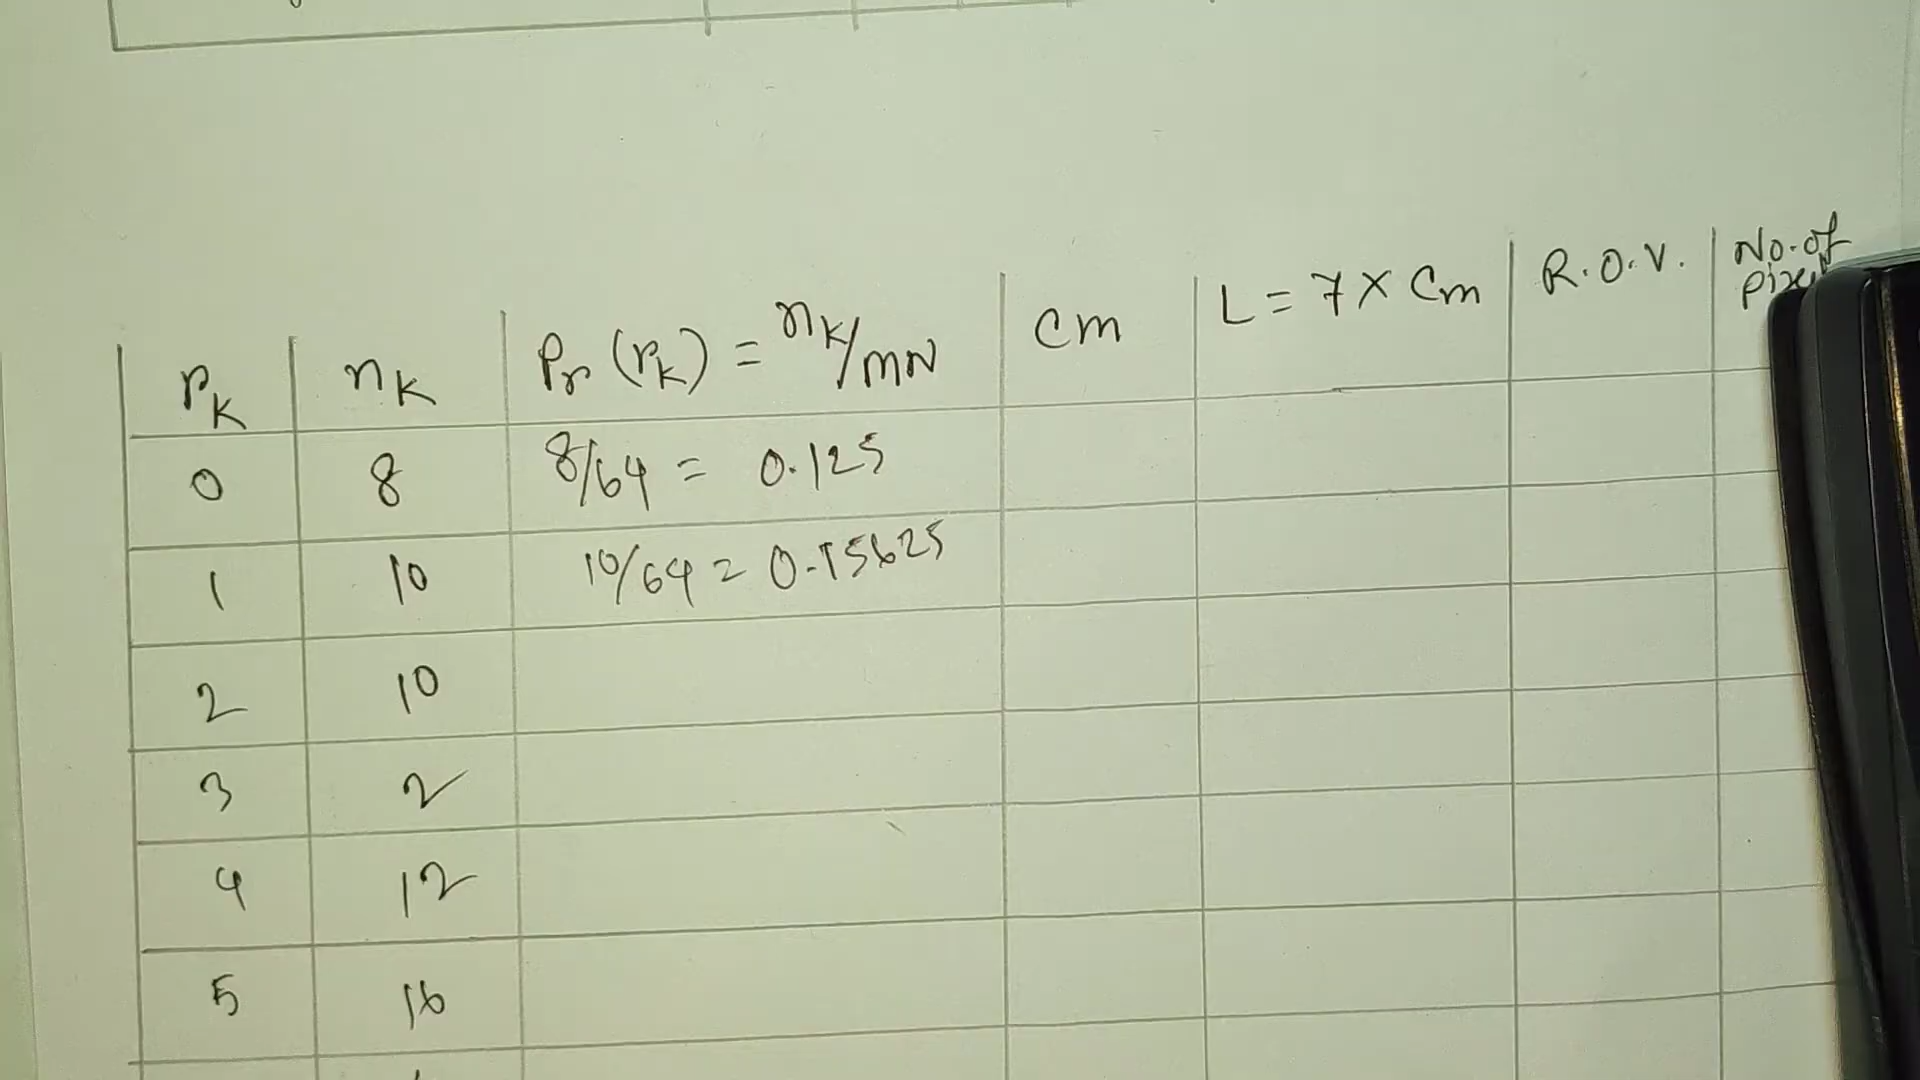 rk nk Pr (rk) = nk/MN Cm L = 7 × Cm R.O.V. No. of
0 8 8/64 = 0.125
1 10 10/64 = 0.15625
2 10
3 2
4 12
5 16